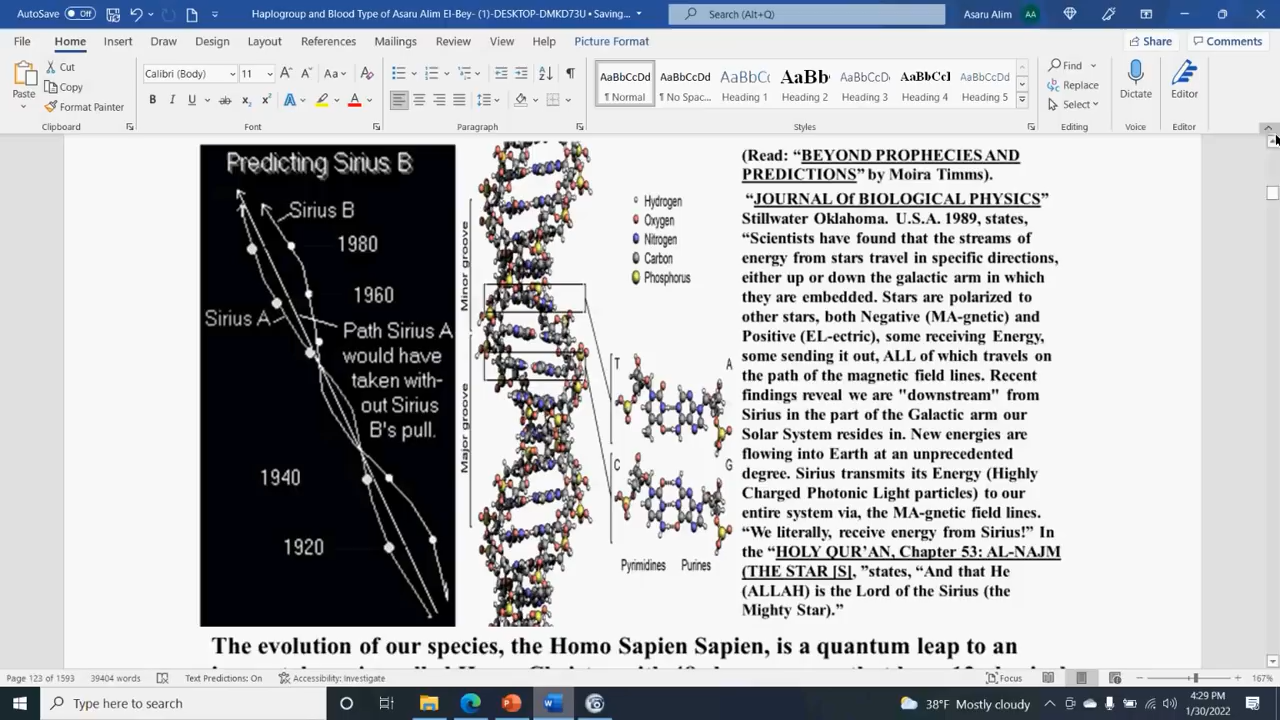 AutoSave Off
Haplogroup of Asaru Alim El-Bey- (1)-DESKTOP-DMKD73U • Saving...
Search (Alt+Q)
Asaru Alim AA
File Home Insert Draw Design Layout References Mailings Review View Help Picture Format
Share Comments
Paste
Cut
Copy
Format Painter
Calibri (Body) 11
AaBbCcDd AaBbCcDd AaBbCc AaBb AaBbCcD AaBbCcI AaBbCcDd
¶ Normal ¶ No Spac... Heading 1 Heading 2 Heading 3 Heading 4 Heading 5
Find
Replace
Select
Dictate
Editor
Clipboard Font Paragraph Styles Editing Voice Editor
Predicting Sirius B
Sirius B
1980
1960
Sirius A
Path Sirius A
would have
taken with-
out Sirius
B's pull.
1940
1920
Minor groove
Major groove
Hydrogen
Oxygen
Nitrogen
Carbon
Phosphorus
T A
C G
Pyrimidines Purines
(Read: “BEYOND PROPHECIES AND
PREDICTIONS” by Moira Timms).
“JOURNAL Of BIOLOGICAL PHYSICS”
Stillwater Oklahoma. U.S.A. 1989, states,
“Scientists have found that the streams of
energy from stars travel in specific directions,
either up or down the galactic arm in which
they are embedded. Stars are polarized to
other stars, both Negative (MA-gnetic) and
Positive (EL-ectric), some receiving Energy,
some sending it out, ALL of which travels on
the path of the magnetic field lines. Recent
findings reveal we are "downstream" from
Sirius in the part of the Galactic arm our
Solar System resides in. New energies are
flowing into Earth at an unprecedented
degree. Sirius transmits its Energy (Highly
Charged Photonic Light particles) to our
entire system via, the MA-gnetic field lines.
“We literally, receive energy from Sirius!” In
the “HOLY QUR’AN, Chapter 53: AL-NAJM
(THE STAR [S], ”states, “And that He
(ALLAH) is the Lord of the Sirius (the
Mighty Star).”
The evolution of our species, the Homo Sapien Sapien, is a quantum leap to an
Page 123 of 1593 39404 words Text Predictions: On Accessibility: Investigate
Focus 167%
Type here to search
38°F Mostly cloudy
4:29 PM
1/30/2022